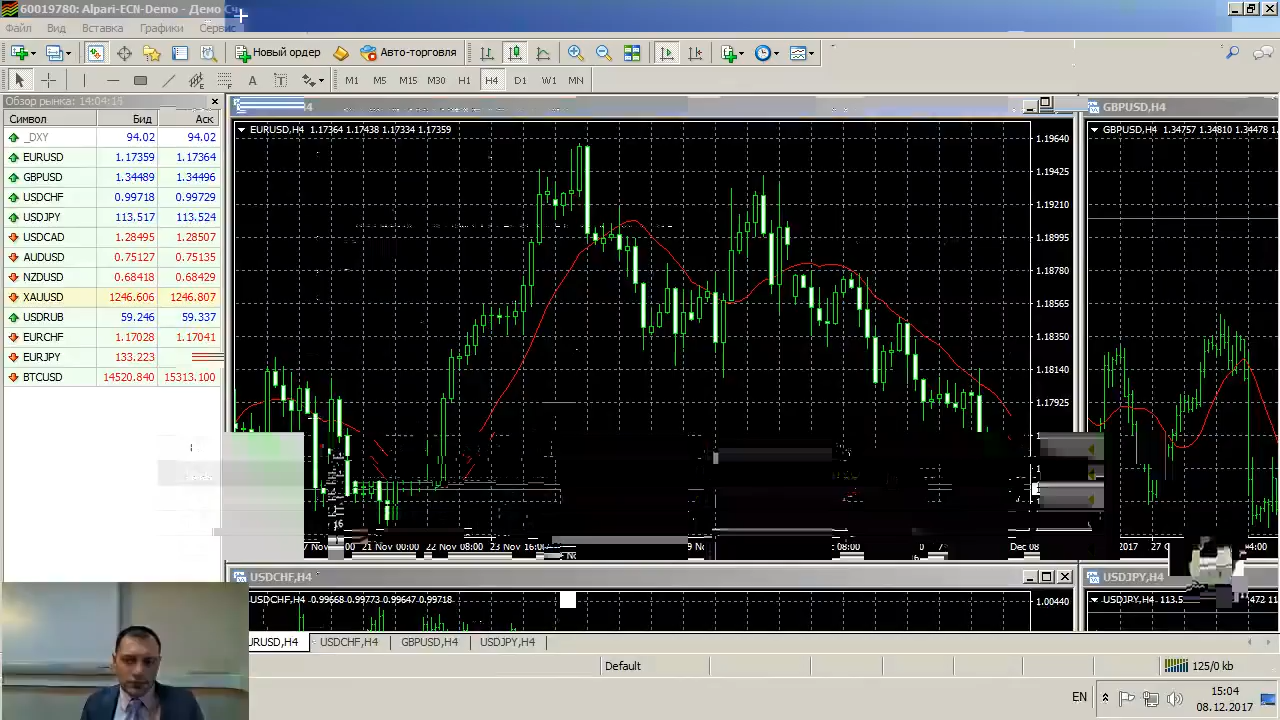 60019780: Alpari-ECN-Demo - Демо Сч
Файл Вид Вставка Графики Сервис
Новый ордер Авто-торговля
A T M1 M5 M15 M30 H1 H4 D1 W1 MN
Обзор рынка: 14:04:14
Символ Бид Аск
_DXY 94.02 94.02
EURUSD 1.17359 1.17364
GBPUSD 1.34489 1.34496
USDCHF 0.99718 0.99729
USDJPY 113.517 113.524
USDCAD 1.28495 1.28507
AUDUSD 0.75127 0.75135
NZDUSD 0.68418 0.68429
XAUUSD 1246.606 1246.807
USDRUB 59.246 59.337
EURCHF 1.17028 1.17041
EURJPY 133.223
BTCUSD 14520.840 15313.100
EURUSD,H4 1.17364 1.17438 1.17334 1.17359
1.19640
1.19425
1.19210
1.18995
1.18780
1.18565
1.18350
1.18140
1.17925
21 Nov 00:00 22 Nov 08:00 23 Nov 16:0 08:00 Dec 08
GBPUSD,H4
GBPUSD,H4 1.34757 1.34810 1.34478
2017 27 4:00
USDCHF,H4
USDCHF,H4 0.99668 0.99773 0.99647 0.99718
1.00440
USDJPY,H4
USDJPY,H4 113.5 472 11
URUSD,H4 USDCHF,H4 GBPUSD,H4 USDJPY,H4
Default 125/0 kb
EN 15:04
08.12.2017